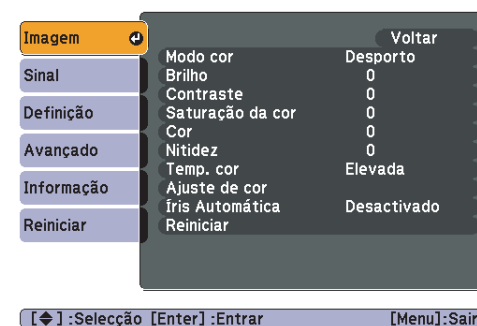 Imagem
Sinal
Definição
Avançado
Informação
Reiniciar
Voltar
Modo cor Desporto
Brilho 0
Contraste 0
Saturação da cor 0
Cor 0
Nitidez 0
Temp. cor Elevada
Ajuste de cor
Íris Automática Desactivado
Reiniciar
[ ] :Selecção [Enter] :Entrar [Menu]:Sair